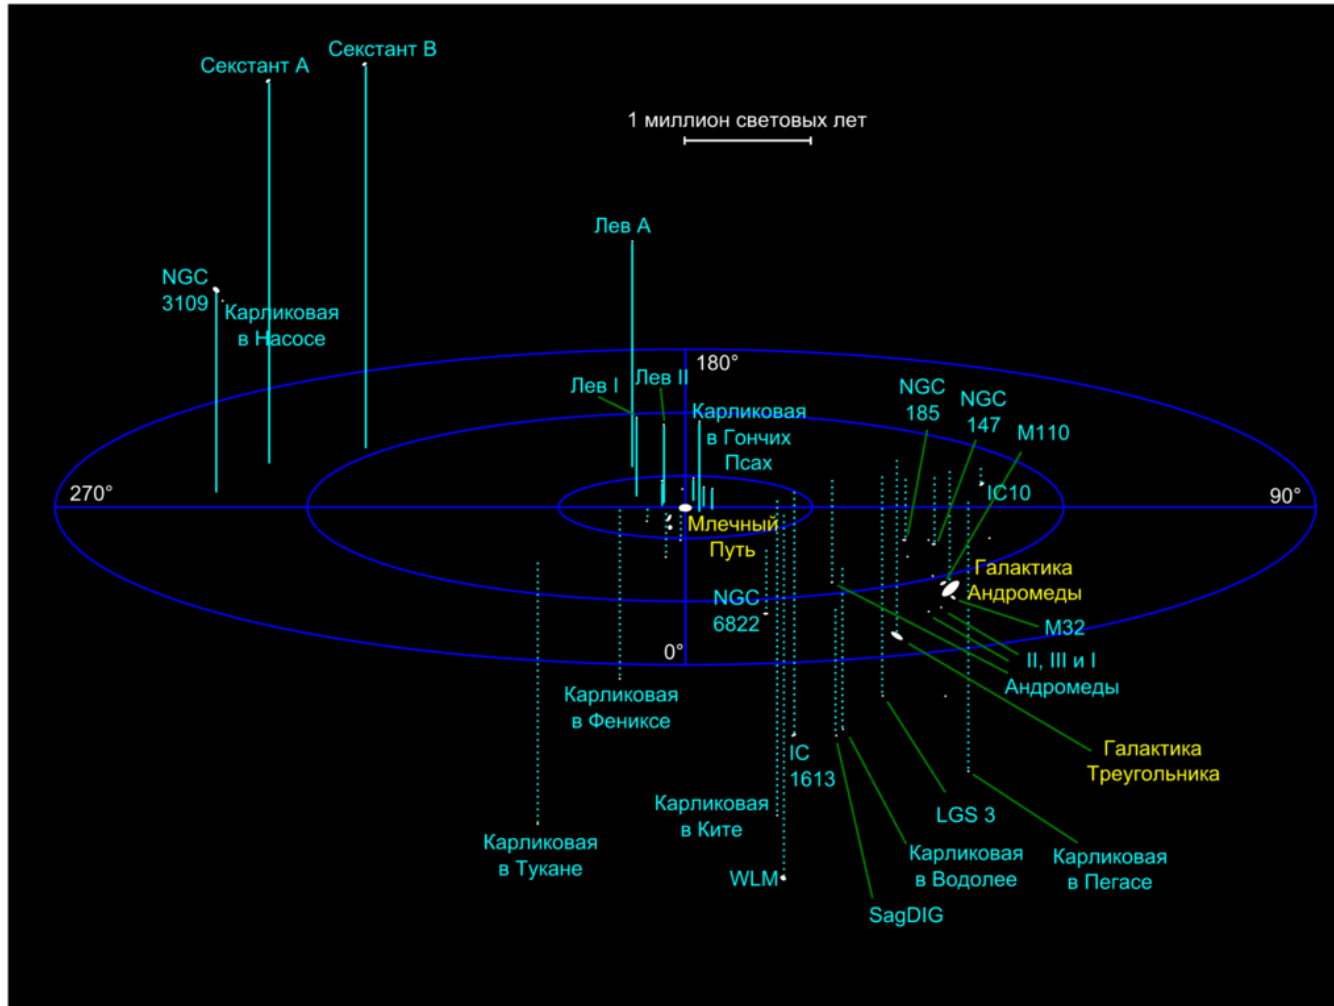 Секстант B
Секстант A
1 миллион световых лет
Лев A
NGC
3109
Карликовая
в Насосе
180°
Лев I
Лев II
Карликовая
в Гончих
Псах
NGC
185
NGC
147
M110
270°
IC10
90°
Млечный
Путь
Галактика
Андромеды
NGC
6822
M32
0°
II, III и I
Андромеды
Карликовая
в Фениксе
Галактика
Треугольника
IC
1613
Карликовая
в Ките
LGS 3
Карликовая
в Тукане
Карликовая
в Водолее
Карликовая
в Пегасе
WLM
SagDIG